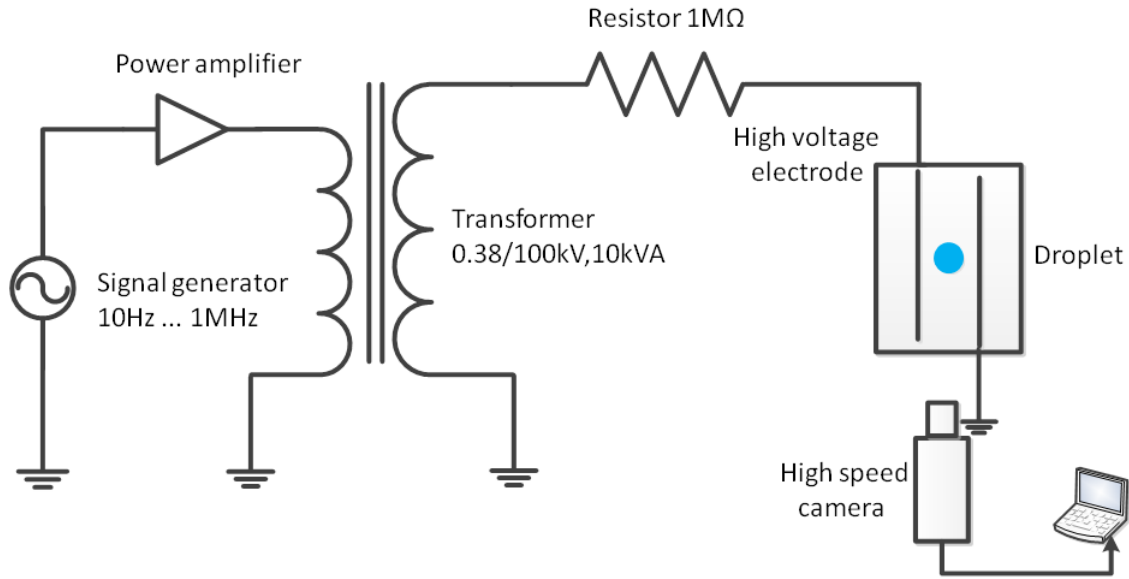 Resistor 1MΩ
Power amplifier
High voltage
electrode
Transformer
0.38/100kV,10kVA
Droplet
Signal generator
10Hz ... 1MHz
High speed
camera